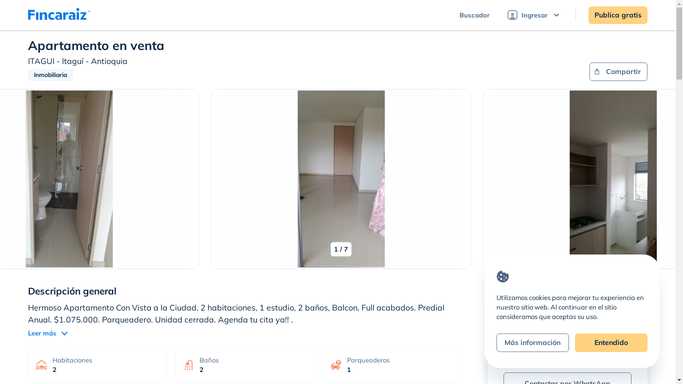 Fincaraiz
Buscador
Ingresar
Publica gratis
Apartamento en venta
ITAGUI - Itaguí - Antioquia
Inmobiliaria
Compartir
1 / 7
Descripción general
Hermoso Apartamento Con Vista a la Ciudad, 2 habitaciones, 1 estudio, 2 baños, Balcon, Full acabados. Predial
Anual. $1.075.000. Parqueadero. Unidad cerrada. Agenda tu cita ya!! .
Leer más
Habitaciones
2
Baños
2
Parqueaderos
1
Utilizamos cookies para mejorar tu experiencia en
nuestro sitio web. Al continuar en el sitio
consideramos que aceptas su uso.
Más información
Entendido
Contactar por WhatsApp